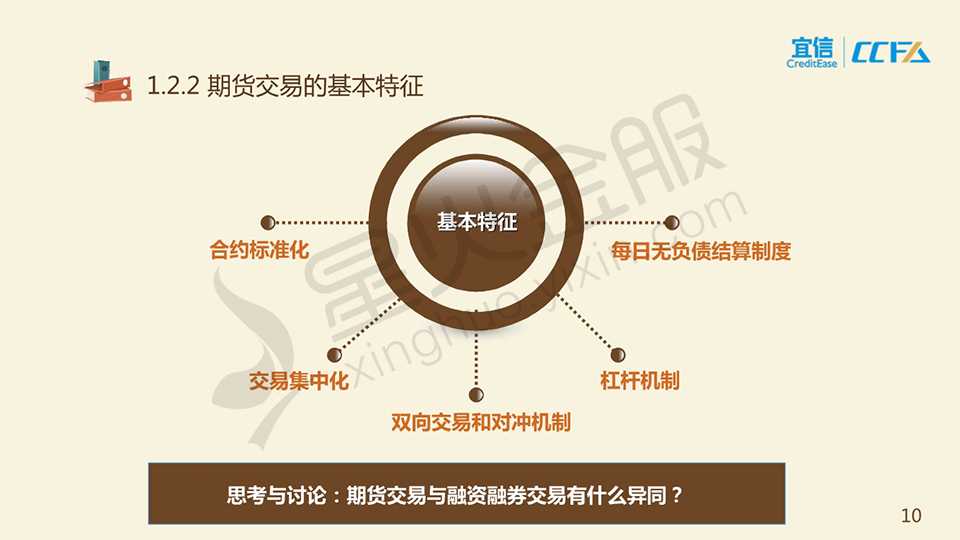 宜信
CreditEase
CCFA
1.2.2 期货交易的基本特征
基本特征
合约标准化
每日无负债结算制度
交易集中化
杠杆机制
双向交易和对冲机制
星火金服
xinghuo.yixin.com
思考与讨论：期货交易与融资融券交易有什么异同？
10